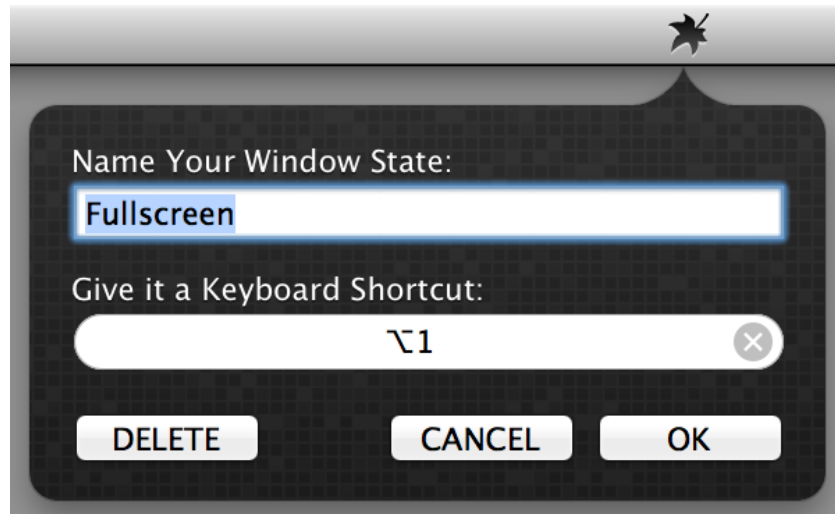 Name Your Window State:
Fullscreen
Give it a Keyboard Shortcut:
⌥1
DELETE CANCEL OK